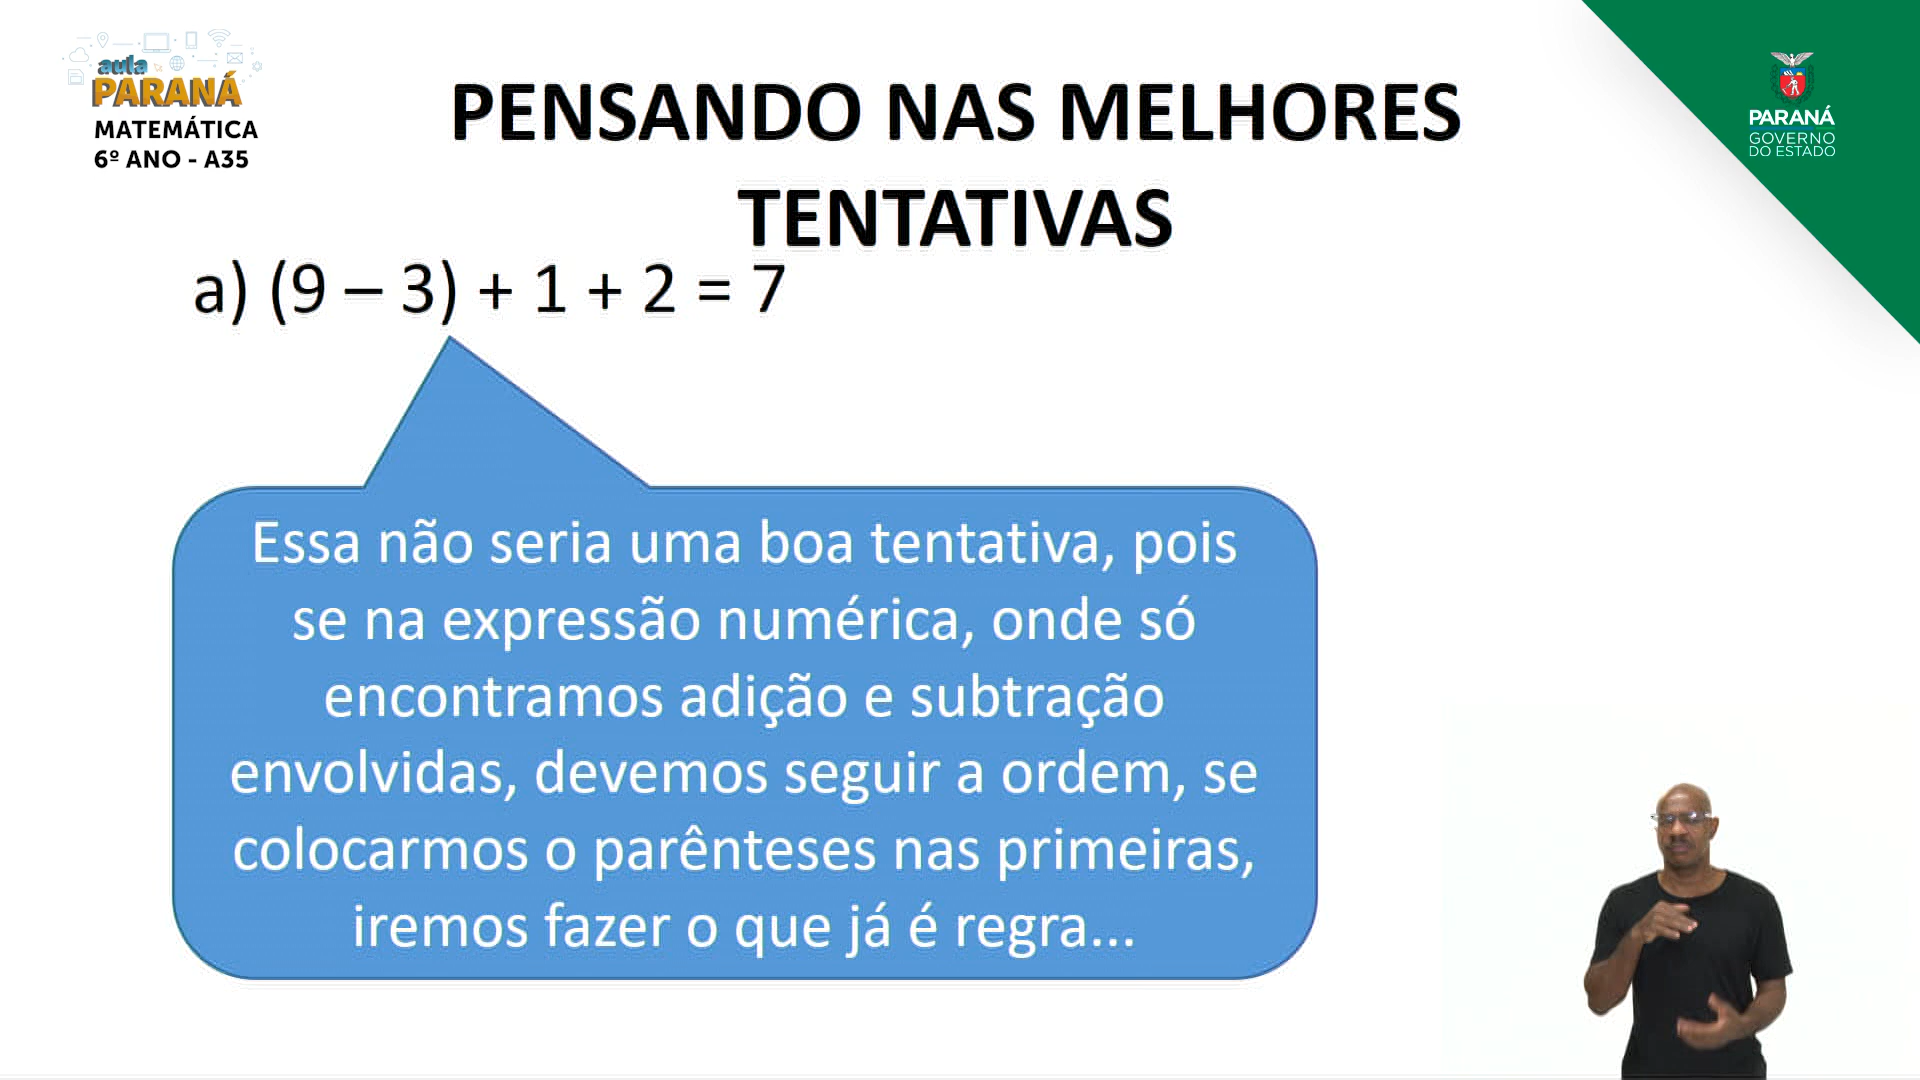 aula
PARANÁ
MATEMÁTICA
6º ANO - A35
PENSANDO NAS MELHORES
TENTATIVAS
PARANÁ
GOVERNO
DO ESTADO
a) (9 – 3) + 1 + 2 = 7
Essa não seria uma boa tentativa, pois
se na expressão numérica, onde só
encontramos adição e subtração
envolvidas, devemos seguir a ordem, se
colocarmos o parênteses nas primeiras,
iremos fazer o que já é regra...